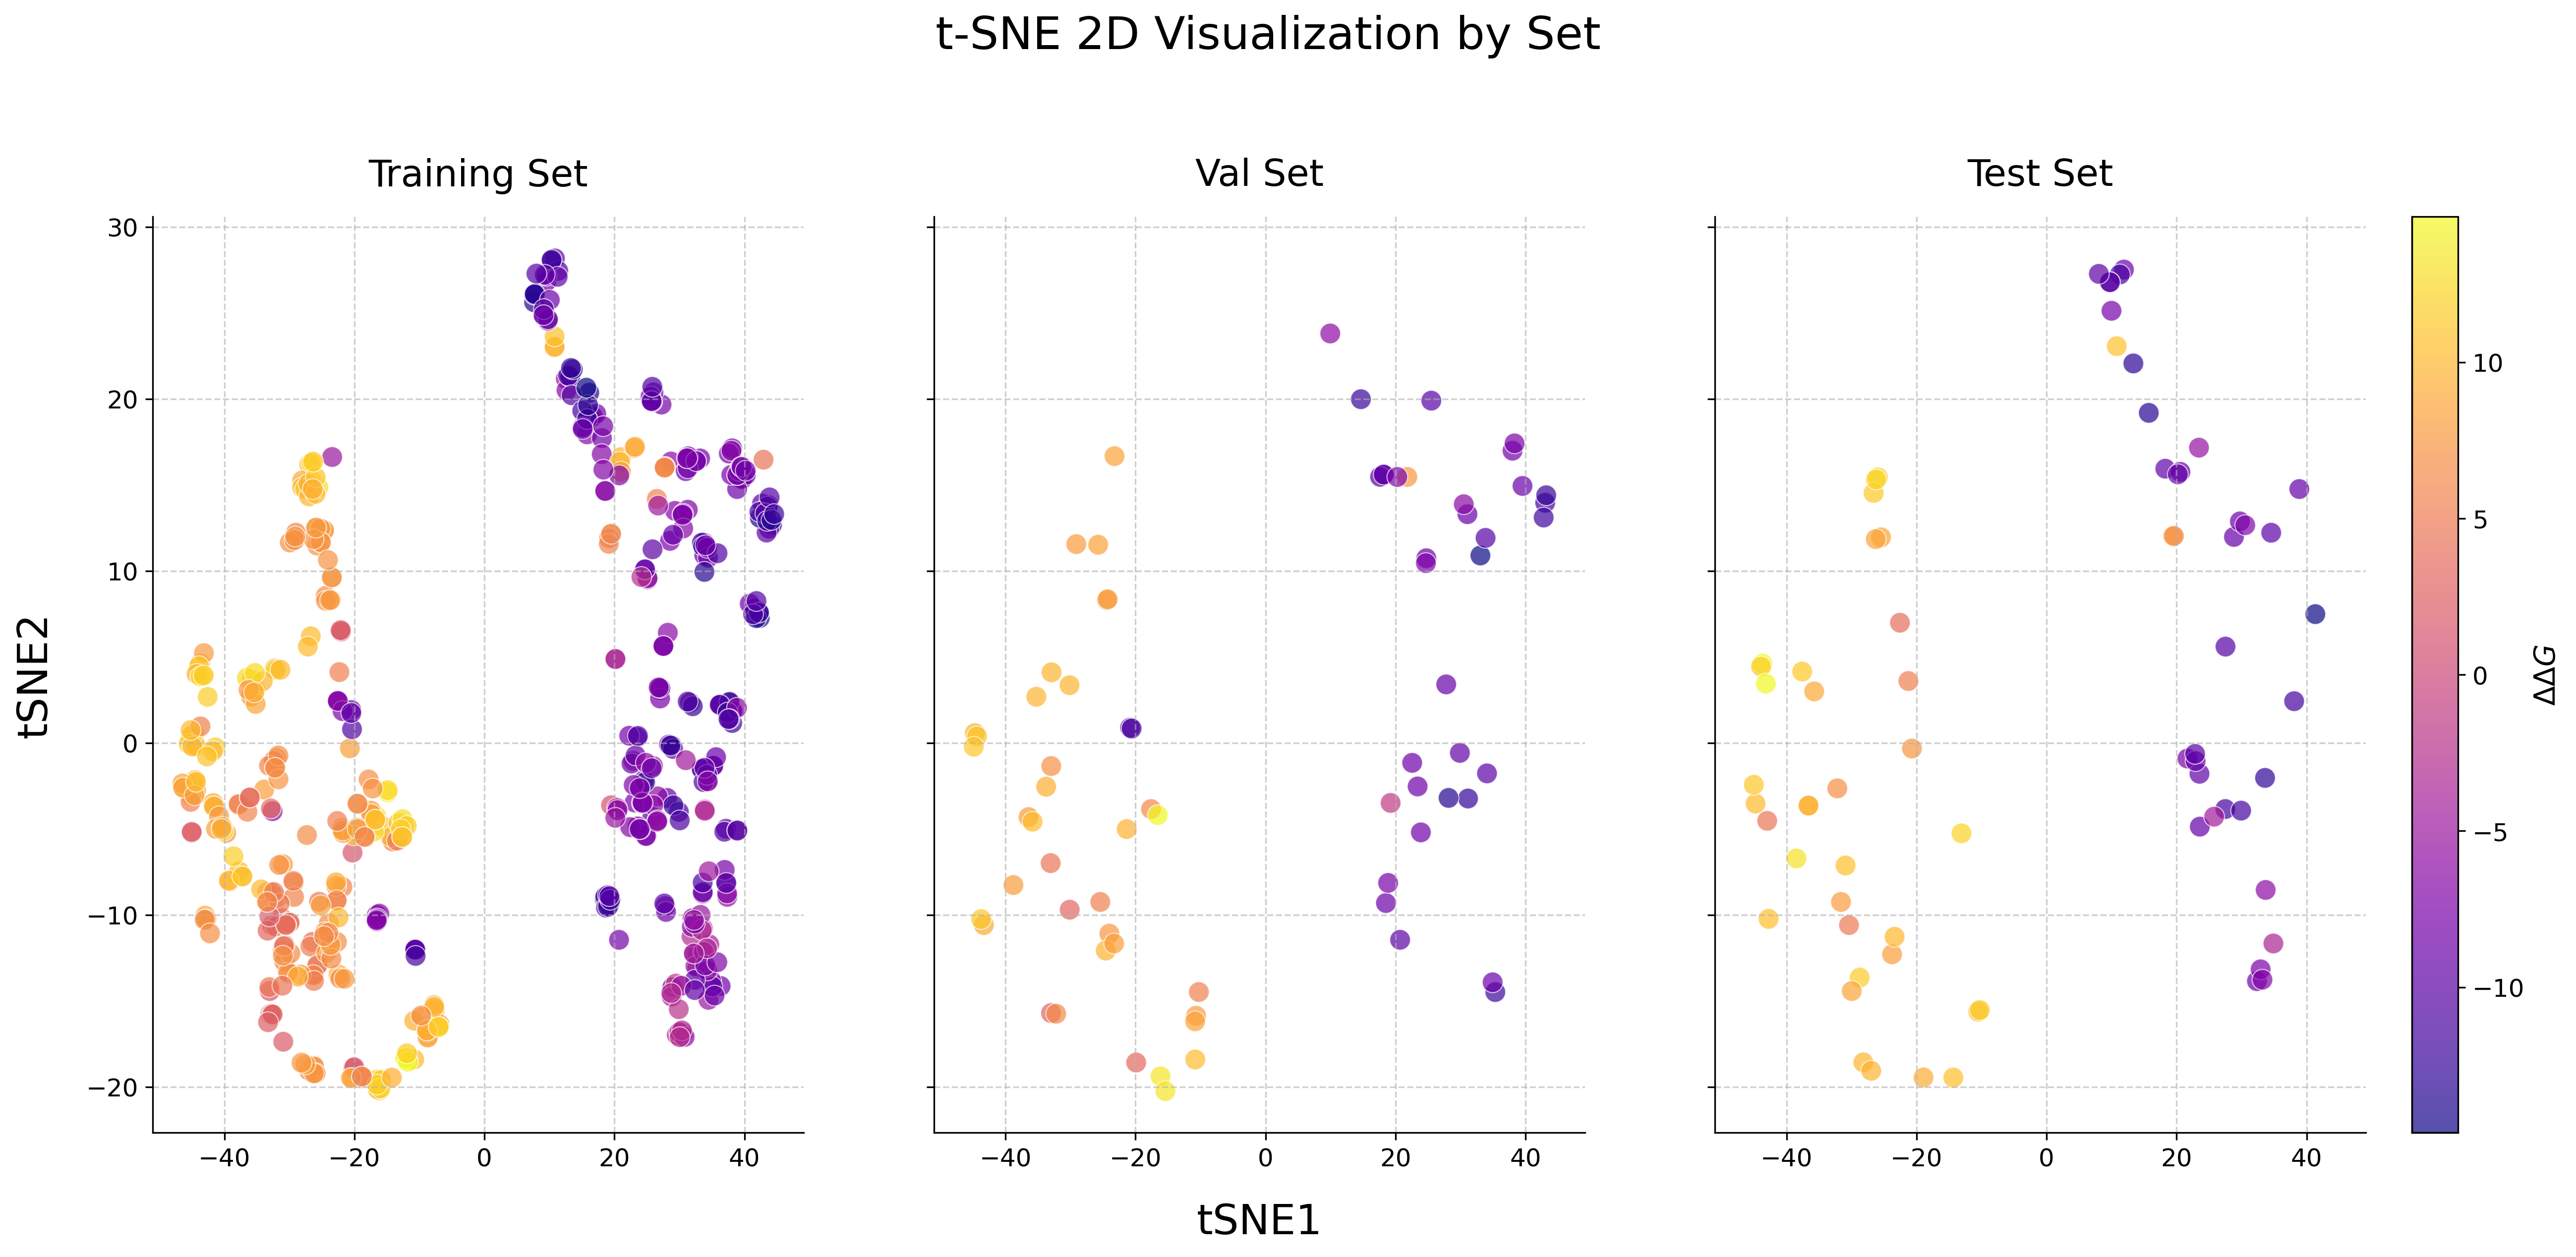 t-SNE 2D Visualization by Set
Training Set
Val Set
Test Set
30
20
10
0
−10
−20
tSNE2
−40 −20 0 20 40
−40 −20 0 20 40
−40 −20 0 20 40
tSNE1
10
5
0
−5
−10
ΔΔG